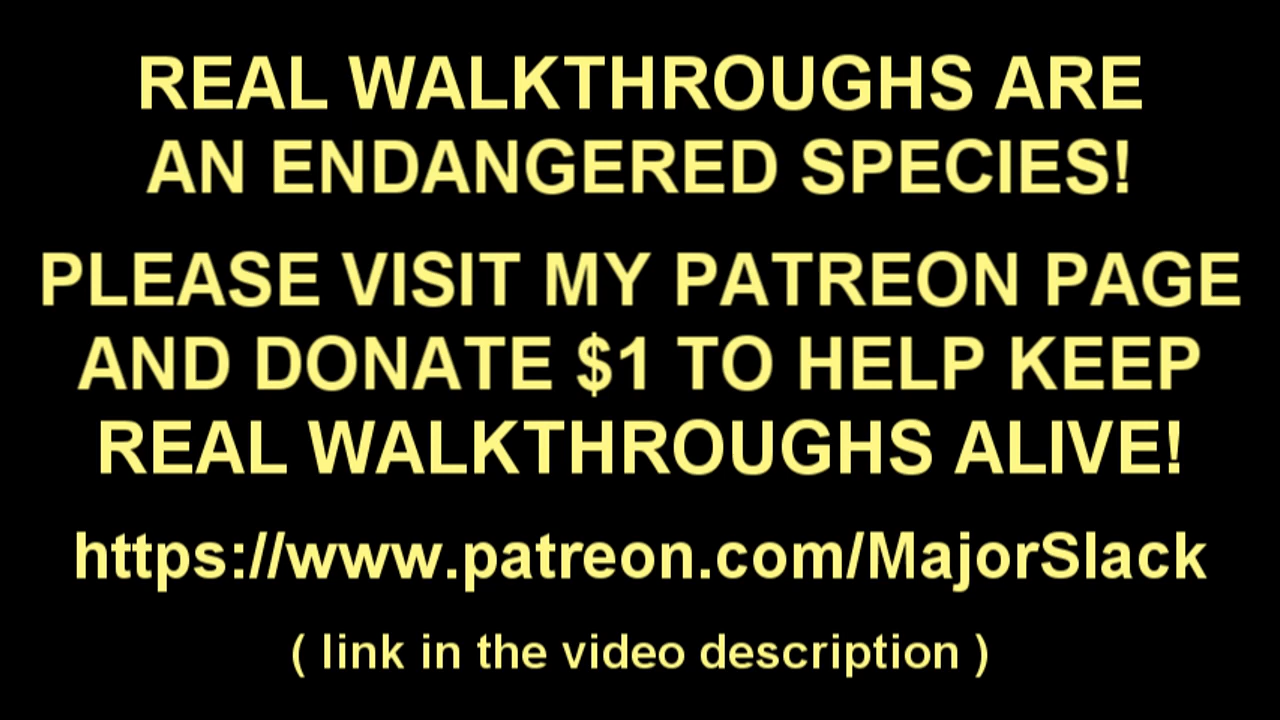 REAL WALKTHROUGHS ARE
AN ENDANGERED SPECIES!
PLEASE VISIT MY PATREON PAGE
AND DONATE $1 TO HELP KEEP
REAL WALKTHROUGHS ALIVE!
https://www.patreon.com/MajorSlack
( link in the video description )